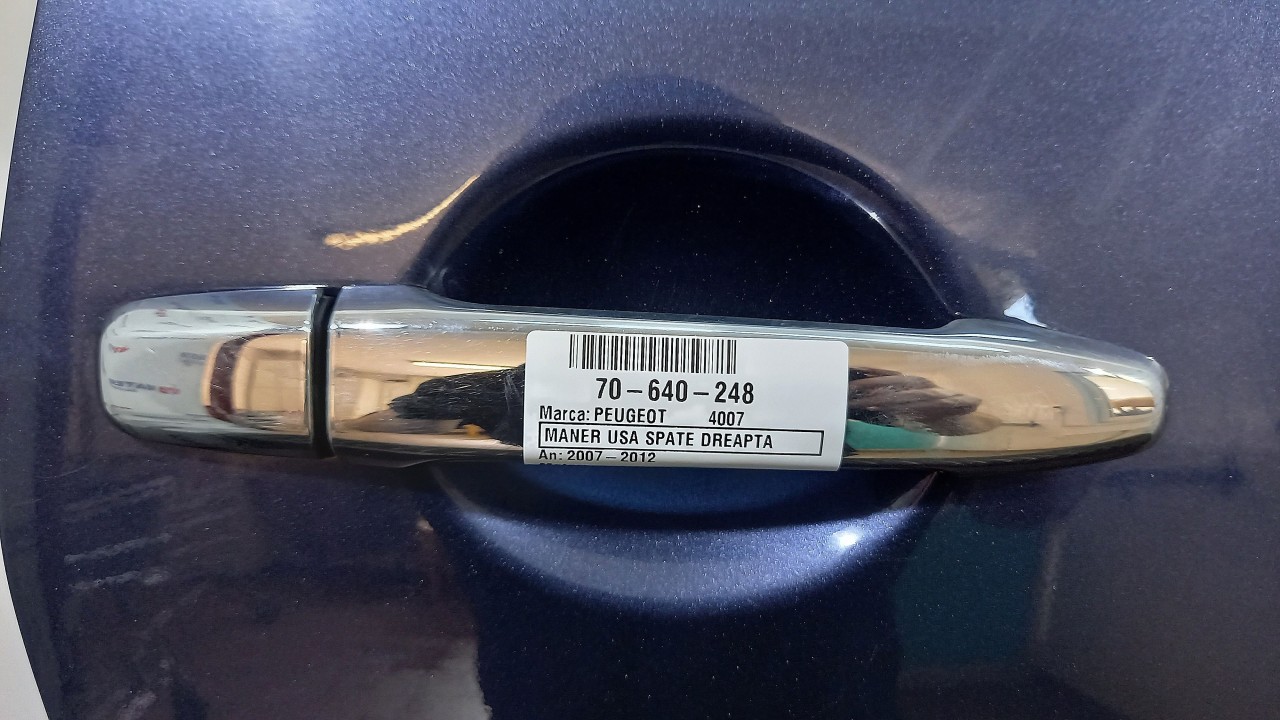 70-640-248
Marca: PEUGEOT 4007
MANER USA SPATE DREAPTA
An: 2007-2012